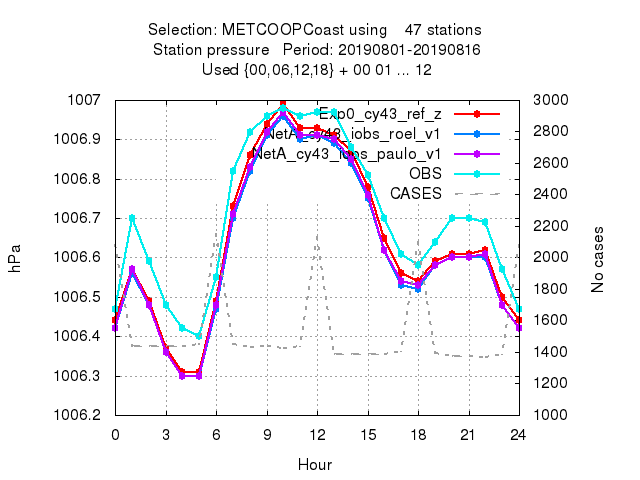 Selection: METCOOPCoast using 47 stations
Station pressure Period: 20190801-20190816
Used {00,06,12,18} + 00 01 ... 12
1007
1006.9
1006.8
1006.7
1006.6
1006.5
1006.4
1006.3
1006.2
hPa
Exp0_cy43_ref_z
NetA_cy43_iobs_roel_v1
NetA_cy43_iobs_paulo_v1
OBS
CASES
3000
2800
2600
2400
2200
2000
1800
1600
1400
1200
1000
No cases
0 3 6 9 12 15 18 21 24
Hour